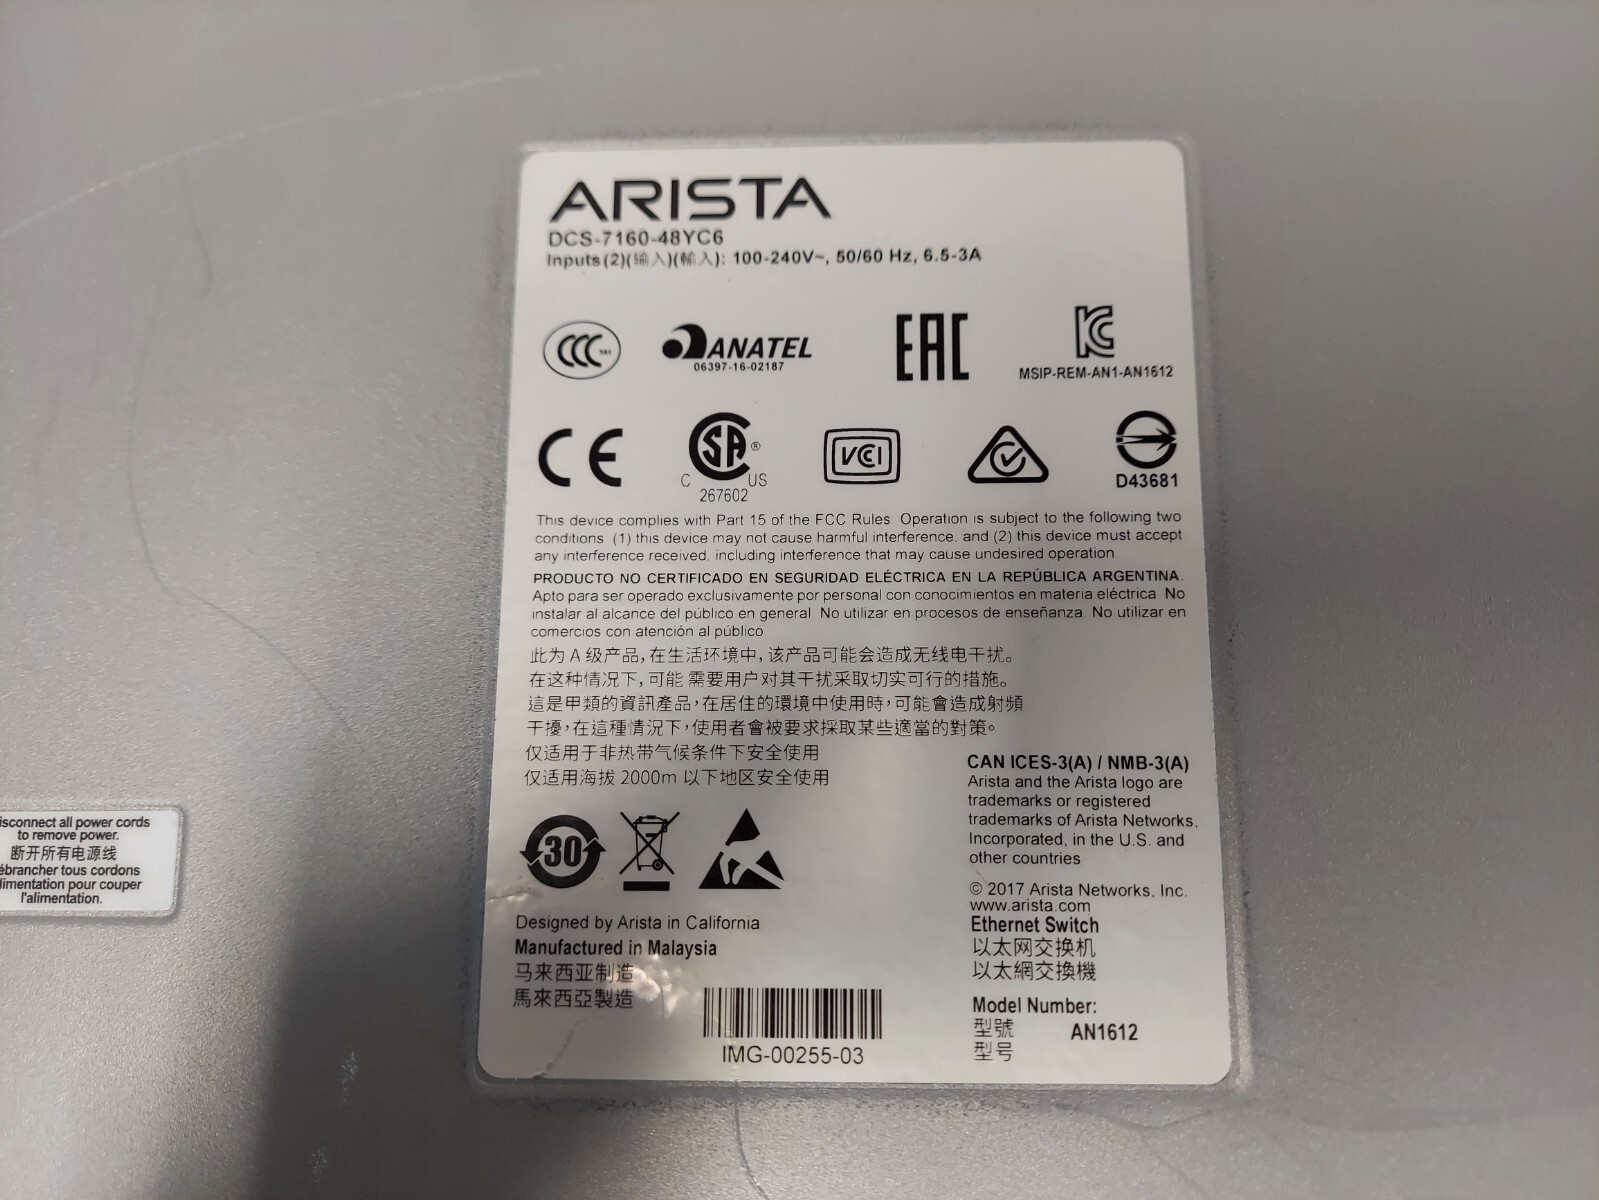 ARISTA
DCS-7160-48YC6
Inputs(2)(输入)(輸入): 100-240V~, 50/60 Hz, 6.5-3A
CCC
ANATEL
06397-16-02187
EAC
KC
MSIP-REM-AN1-AN1612
CE
SA ®
C US
267602
VCI
D43681
This device complies with Part 15 of the FCC Rules. Operation is subject to the following two
conditions. (1) this device may not cause harmful interference, and (2) this device must accept
any interference received, including interference that may cause undesired operation
PRODUCTO NO CERTIFICADO EN SEGURIDAD ELÉCTRICA EN LA REPÚBLICA ARGENTINA.
Apto para ser operado exclusivamente por personal con conocimientos en materia eléctrica. No
instalar al alcance del público en general. No utilizar en procesos de enseñanza. No utilizar en
comercios con atención al público
此为 A 级产品,在生活环境中,该产品可能会造成无线电干扰。
在这种情况下,可能 需要用户对其干扰采取切实可行的措施。
這是甲類的資訊產品,在居住的環境中使用時,可能會造成射頻
干擾,在這種情況下,使用者會被要求採取某些適當的對策。
仅适用于非热带气候条件下安全使用
仅适用海拔 2000m 以下地区安全使用
CAN ICES-3(A) / NMB-3(A)
Arista and the Arista logo are
trademarks or registered
trademarks of Arista Networks,
Incorporated, in the U.S. and
other countries
30
© 2017 Arista Networks, Inc.
www.arista.com
Ethernet Switch
以太网交换机
以太網交換機
Designed by Arista in California
Manufactured in Malaysia
马来西亚制造
馬來西亞製造
IMG-00255-03
Model Number:
型號
型号
AN1612
isconnect all power cords
to remove power.
断开所有电源线
ébrancher tous cordons
limentation pour couper
l'alimentation.